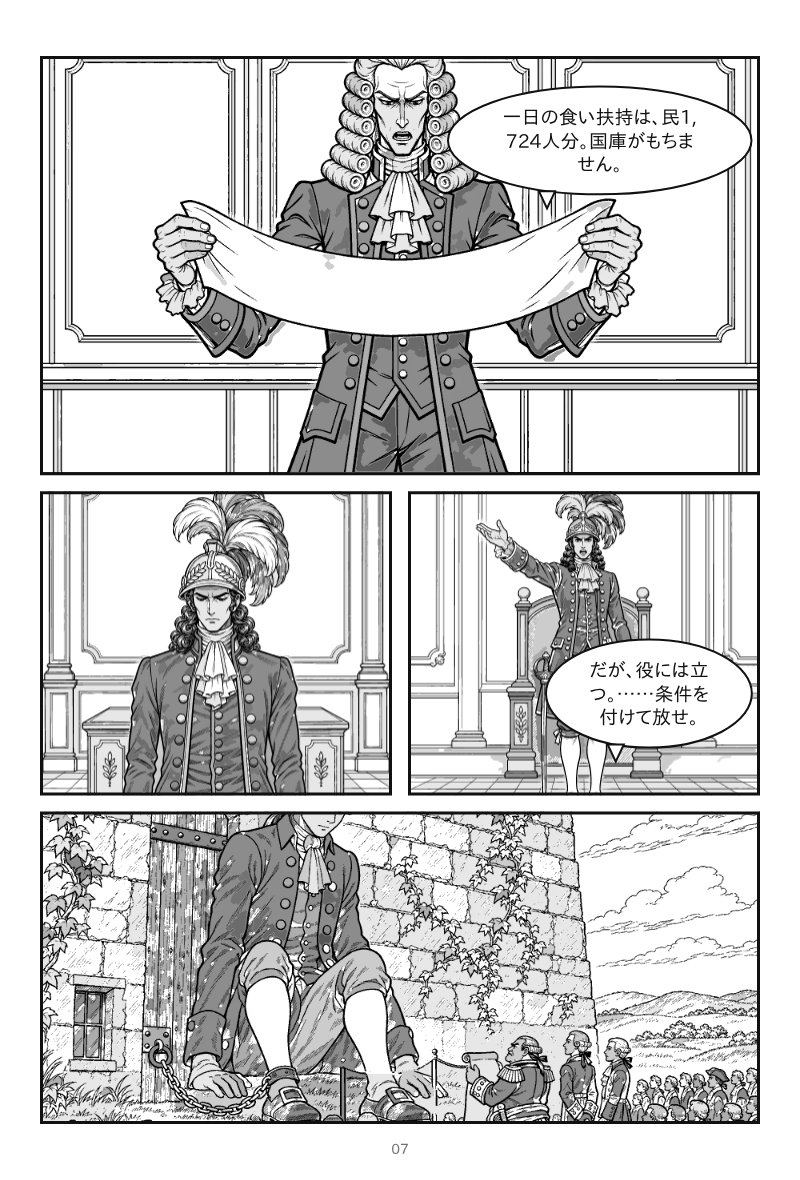 一日の食い扶持は、民1,
724人分。国庫がもちま
せん。
だが、役には立
つ。……条件を
付けて放せ。
07